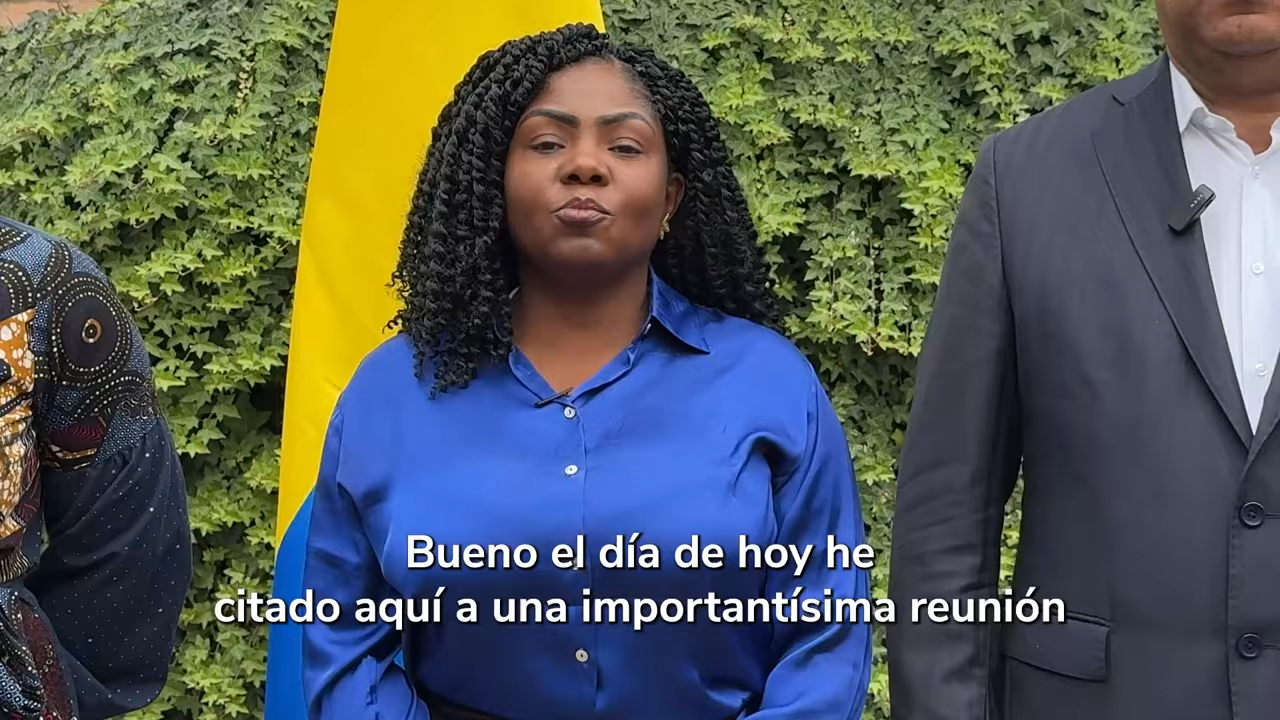 Bueno el día de hoy he
citado aquí a una importantísima reunión